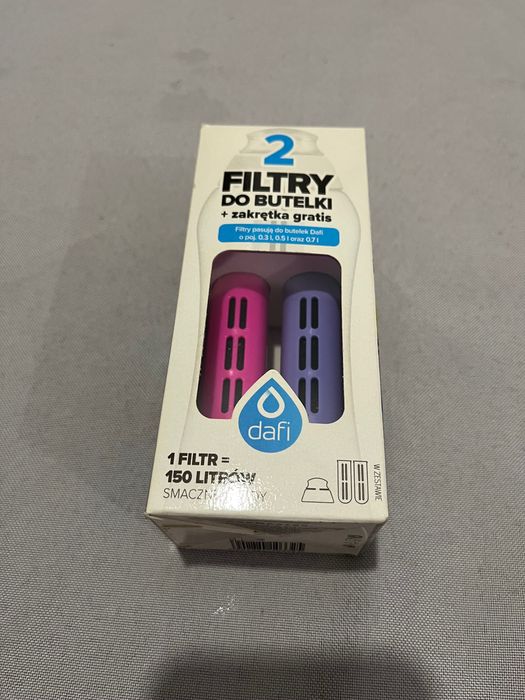 2
FILTRY
DO BUTELKI
+ zakrętka gratis
Filtry pasują do butelek Dafi
o poj. 0.3 l, 0.5 l oraz 0.7 l
dafi
1 FILTR =
150 LITRÓW
W ZESTAWIE